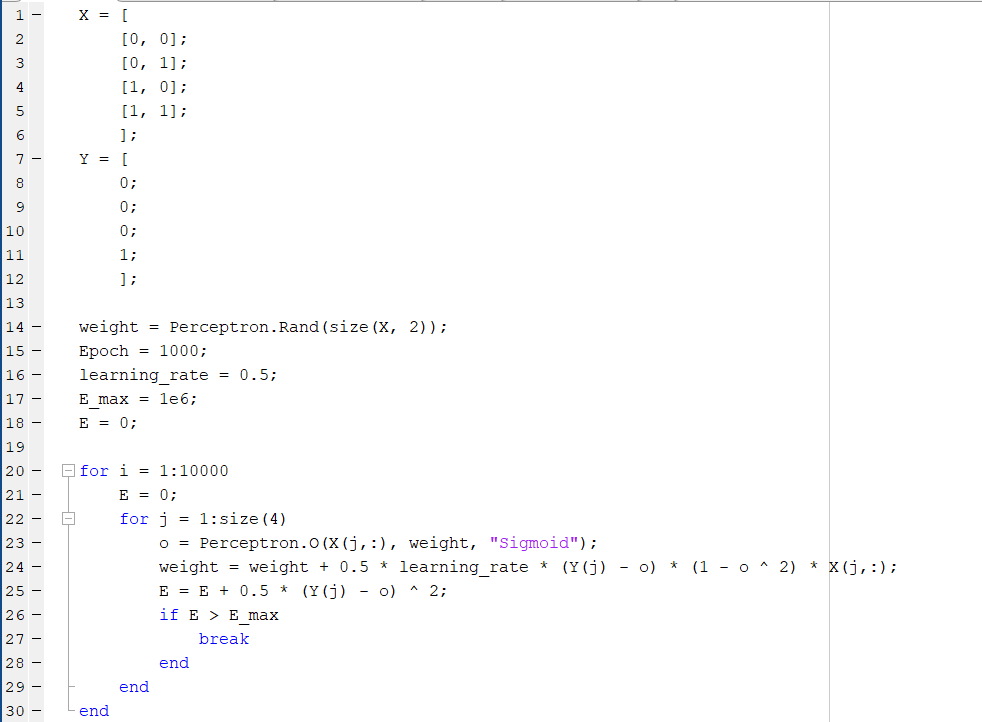 1 - X = [
2 [0, 0];
3 [0, 1];
4 [1, 0];
5 [1, 1];
6 ];
7 - Y = [
8 0;
9 0;
10 0;
11 1;
12 ];
13
14 - weight = Perceptron.Rand(size(X, 2));
15 - Epoch = 1000;
16 - learning_rate = 0.5;
17 - E_max = 1e6;
18 - E = 0;
19
20 - for i = 1:10000
21 - E = 0;
22 - for j = 1:size(4)
23 - o = Perceptron.O(X(j,:), weight, "Sigmoid");
24 - weight = weight + 0.5 * learning_rate * (Y(j) - o) * (1 - o ^ 2) * X(j,:);
25 - E = E + 0.5 * (Y(j) - o) ^ 2;
26 - if E > E_max
27 - break
28 - end
29 - end
30 - end